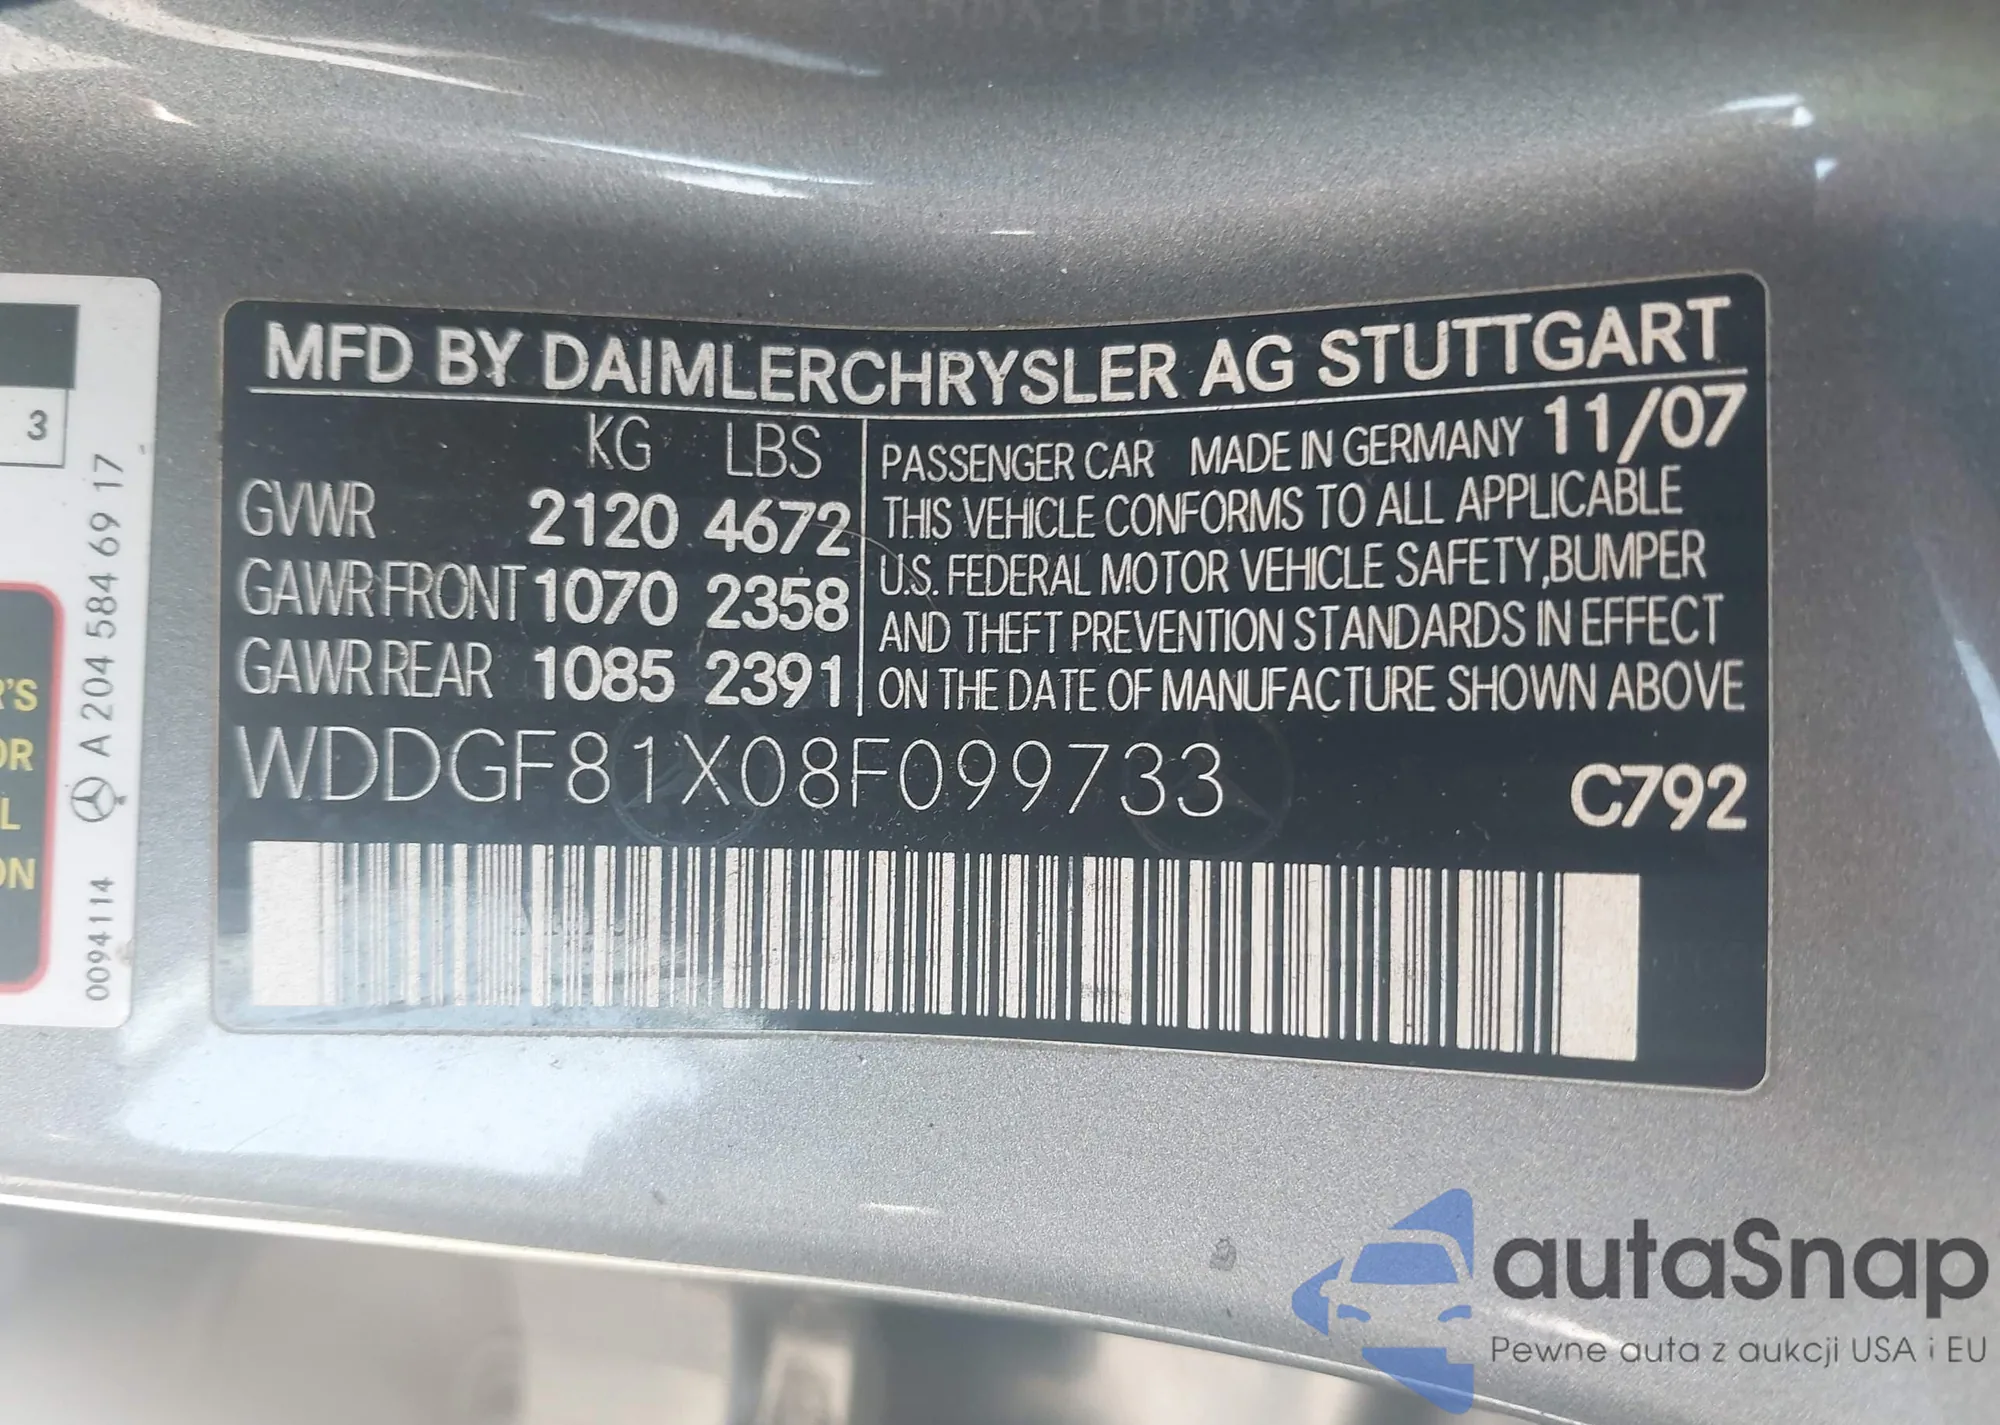 MFD BY DAIMLERCHRYSLER AG STUTTGART
KG LBS
GVWR 2120 4672
GAWR FRONT 1070 2358
GAWR REAR 1085 2391
PASSENGER CAR MADE IN GERMANY 11/07
THIS VEHICLE CONFORMS TO ALL APPLICABLE
U.S. FEDERAL MOTOR VEHICLE SAFETY, BUMPER
AND THEFT PREVENTION STANDARDS IN EFFECT
ON THE DATE OF MANUFACTURE SHOWN ABOVE
WDDGF81X08F099733
C792
3
R'S
OR
L
ON
A 204 584 69 17
0094114
autaSnap
Pewne auta z aukcji USA i EU